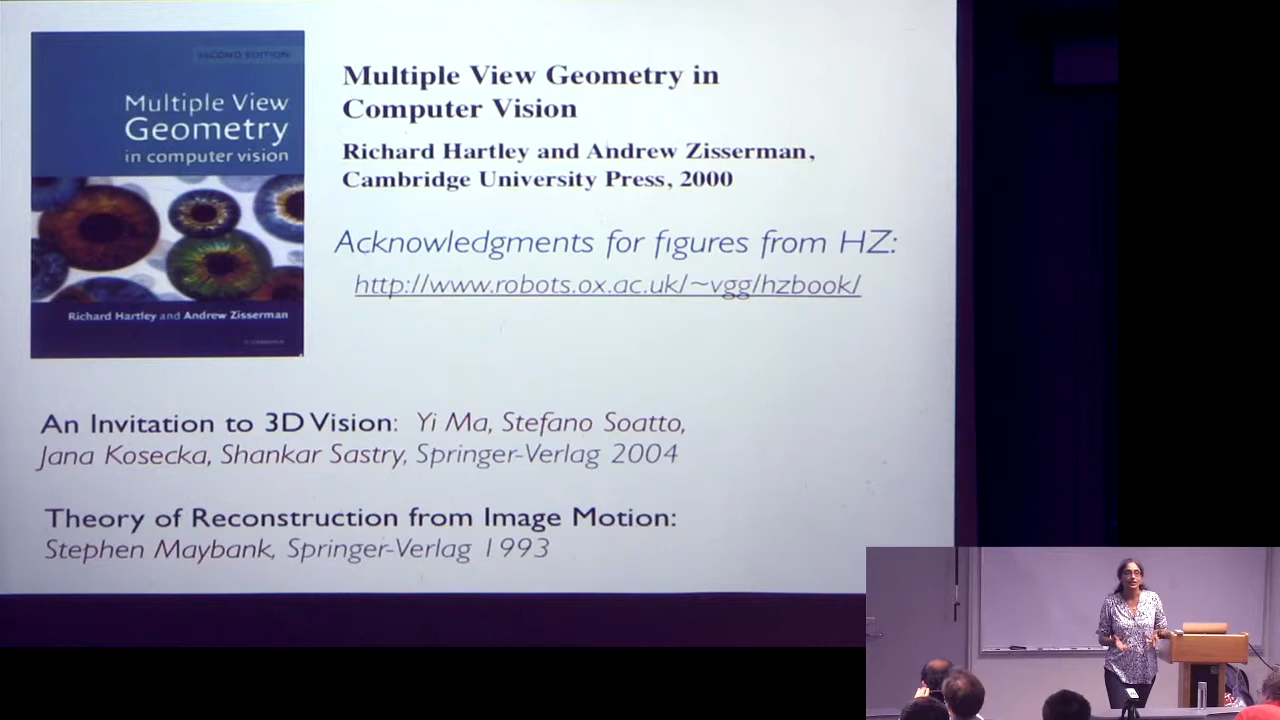 SECOND EDITION
Multiple View
Geometry
in computer vision
Richard Hartley and Andrew Zisserman
Multiple View Geometry in
Computer Vision
Richard Hartley and Andrew Zisserman,
Cambridge University Press, 2000
Acknowledgments for figures from HZ:
http://www.robots.ox.ac.uk/~vgg/hzbook/
An Invitation to 3D Vision: Yi Ma, Stefano Soatto,
Jana Kosecka, Shankar Sastry, Springer-Verlag 2004
Theory of Reconstruction from Image Motion:
Stephen Maybank, Springer-Verlag 1993